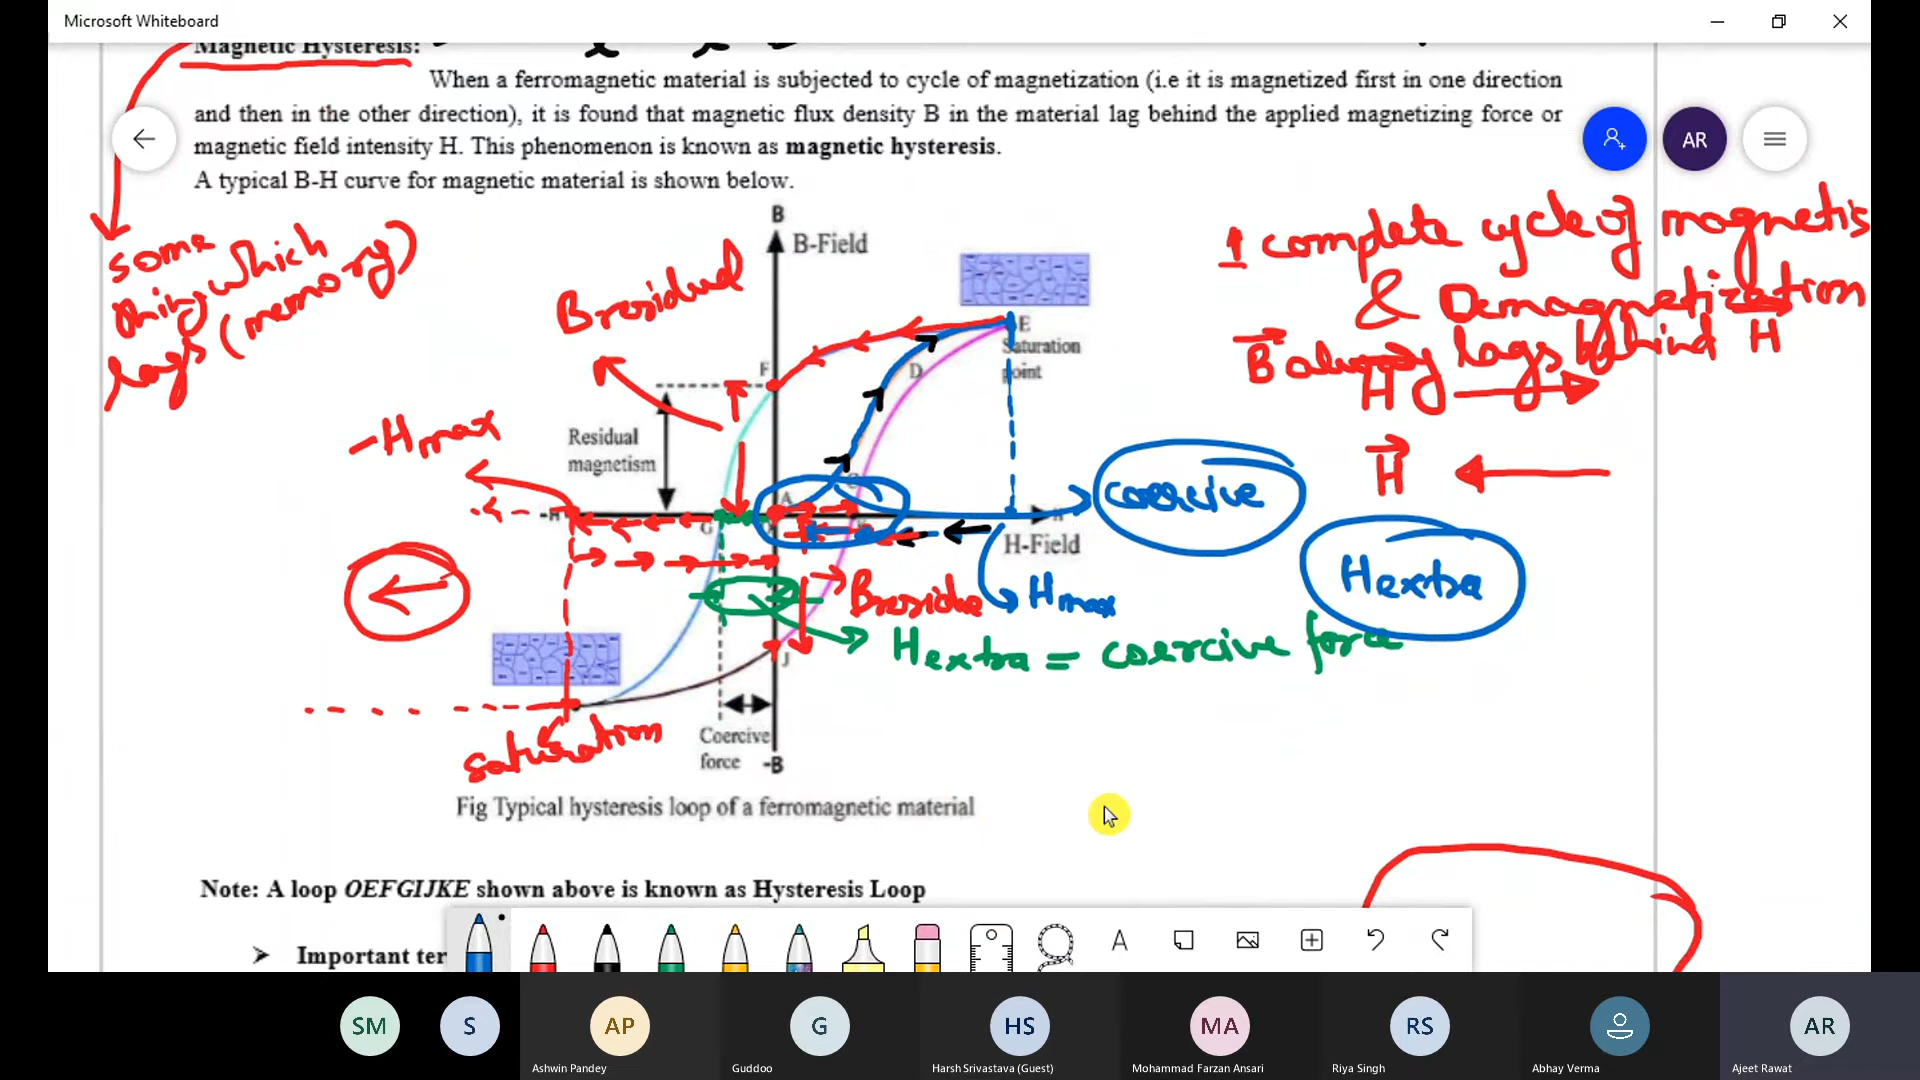 Microsoft Whiteboard
Magnetic Hysteresis:
When a ferromagnetic material is subjected to cycle of magnetization (i.e it is magnetized first in one direction
and then in the other direction), it is found that magnetic flux density B in the material lag behind the applied magnetizing force or
magnetic field intensity H. This phenomenon is known as magnetic hysteresis.
A typical B-H curve for magnetic material is shown below.
AR
some
thing which
lags (memory)
1 complete cycle of magnetis
& Demagnetization
B always lags behind H
H
H
B
B-Field
B residual
E
Saturation
point
F
D
Residual
magnetism
-Hmax
A
coercive
-H
G
H-Field
Hextra
Hmax
Hextra = coercive force
J
saturation
Coercive
force
-B
Fig Typical hysteresis loop of a ferromagnetic material
Note: A loop OEFGIJKE shown above is known as Hysteresis Loop
➤ Important ter
SM
S
AP
G
HS
MA
RS
AR
Ashwin Pandey
Guddoo
Harsh Srivastava (Guest)
Mohammad Farzan Ansari
Riya Singh
Abhay Verma
Ajeet Rawat